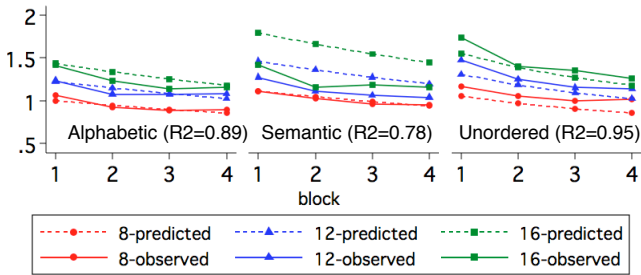 2
1.5
1
.5
Alphabetic (R2=0.89) Semantic (R2=0.78) Unordered (R2=0.95)
1 2 3 4 1 2 3 4 1 2 3 4
block
8-predicted 12-predicted 16-predicted
8-observed 12-observed 16-observed